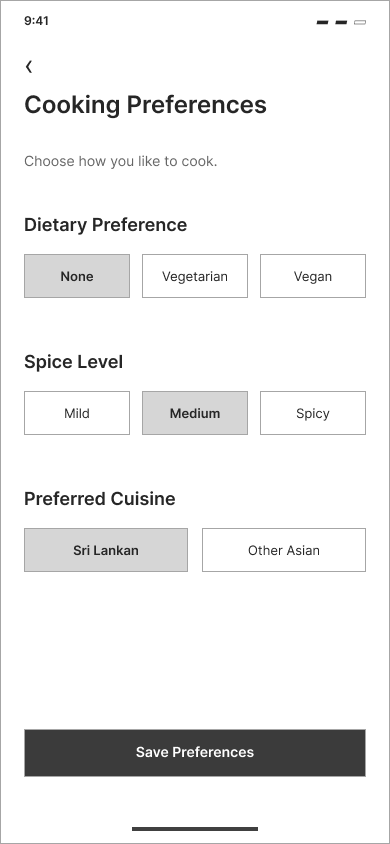 9:41
Cooking Preferences
Choose how you like to cook.
Dietary Preference
None Vegetarian Vegan
Spice Level
Mild Medium Spicy
Preferred Cuisine
Sri Lankan Other Asian
Save Preferences